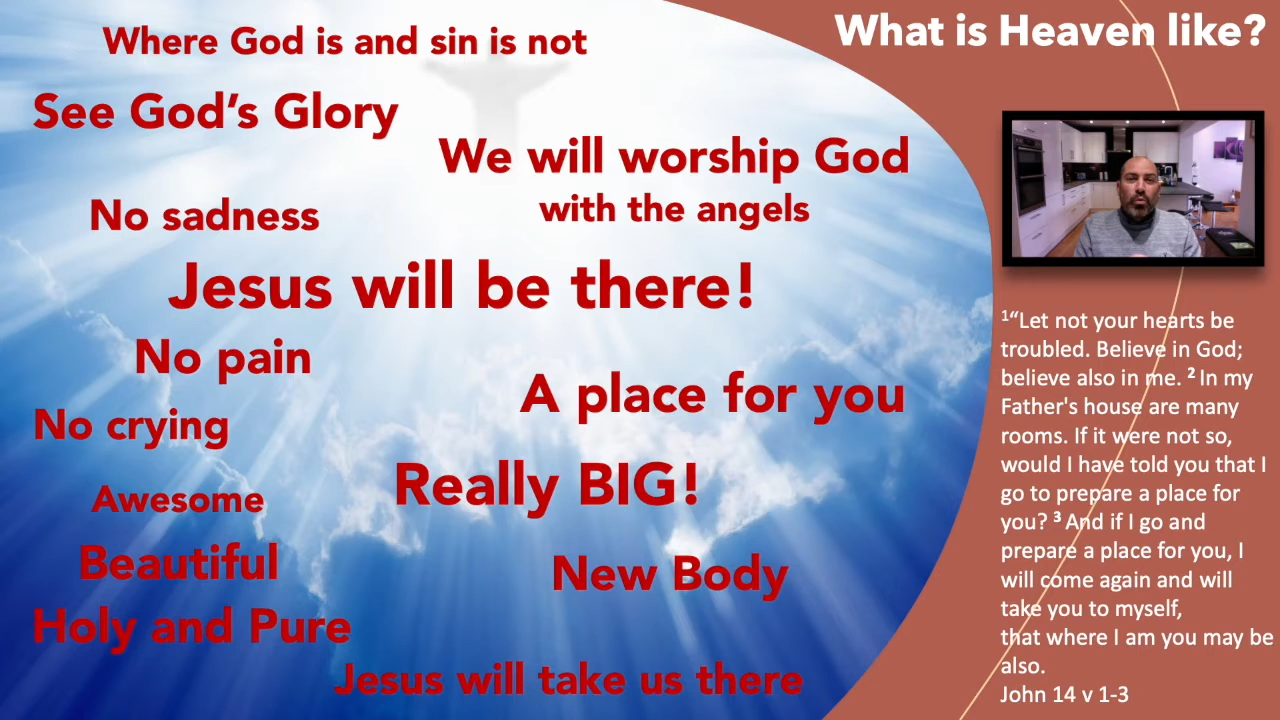 What is Heaven like?
Where God is and sin is not
See God’s Glory
We will worship God
with the angels
No sadness
Jesus will be there!
No pain
A place for you
No crying
Really BIG!
Awesome
Beautiful
New Body
Holy and Pure
Jesus will take us there
1“Let not your hearts be
troubled. Believe in God;
believe also in me. 2 In my
Father's house are many
rooms. If it were not so,
would I have told you that I
go to prepare a place for
you? 3 And if I go and
prepare a place for you, I
will come again and will
take you to myself,
that where I am you may be
also.
John 14 v 1-3